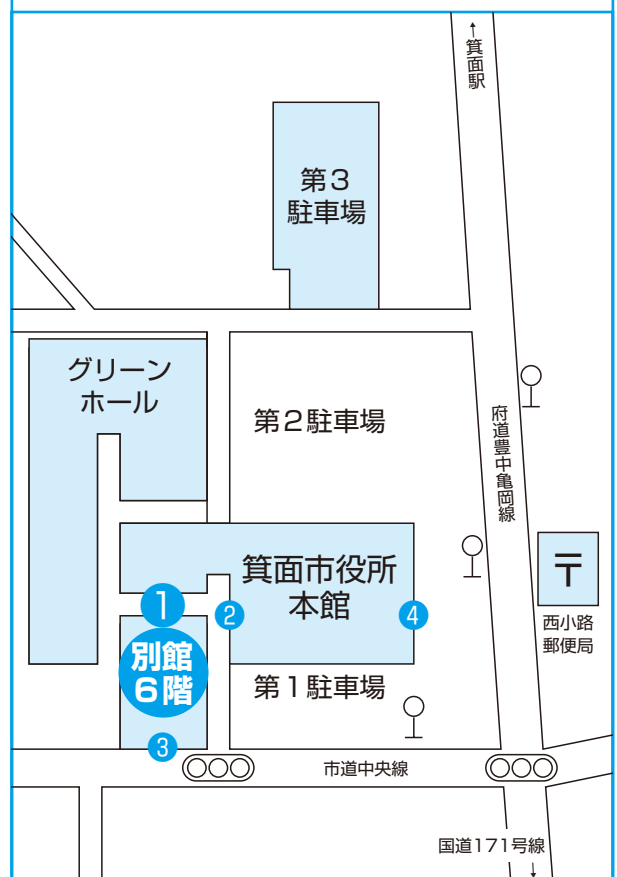 ↑箕面駅
第3
駐車場
グリーン
ホール
第2駐車場
府道豊中亀岡線
箕面市役所
本館
〒
西小路
郵便局
1
2
4
別館
6階
第1駐車場
3
市道中央線
国道171号線
↓